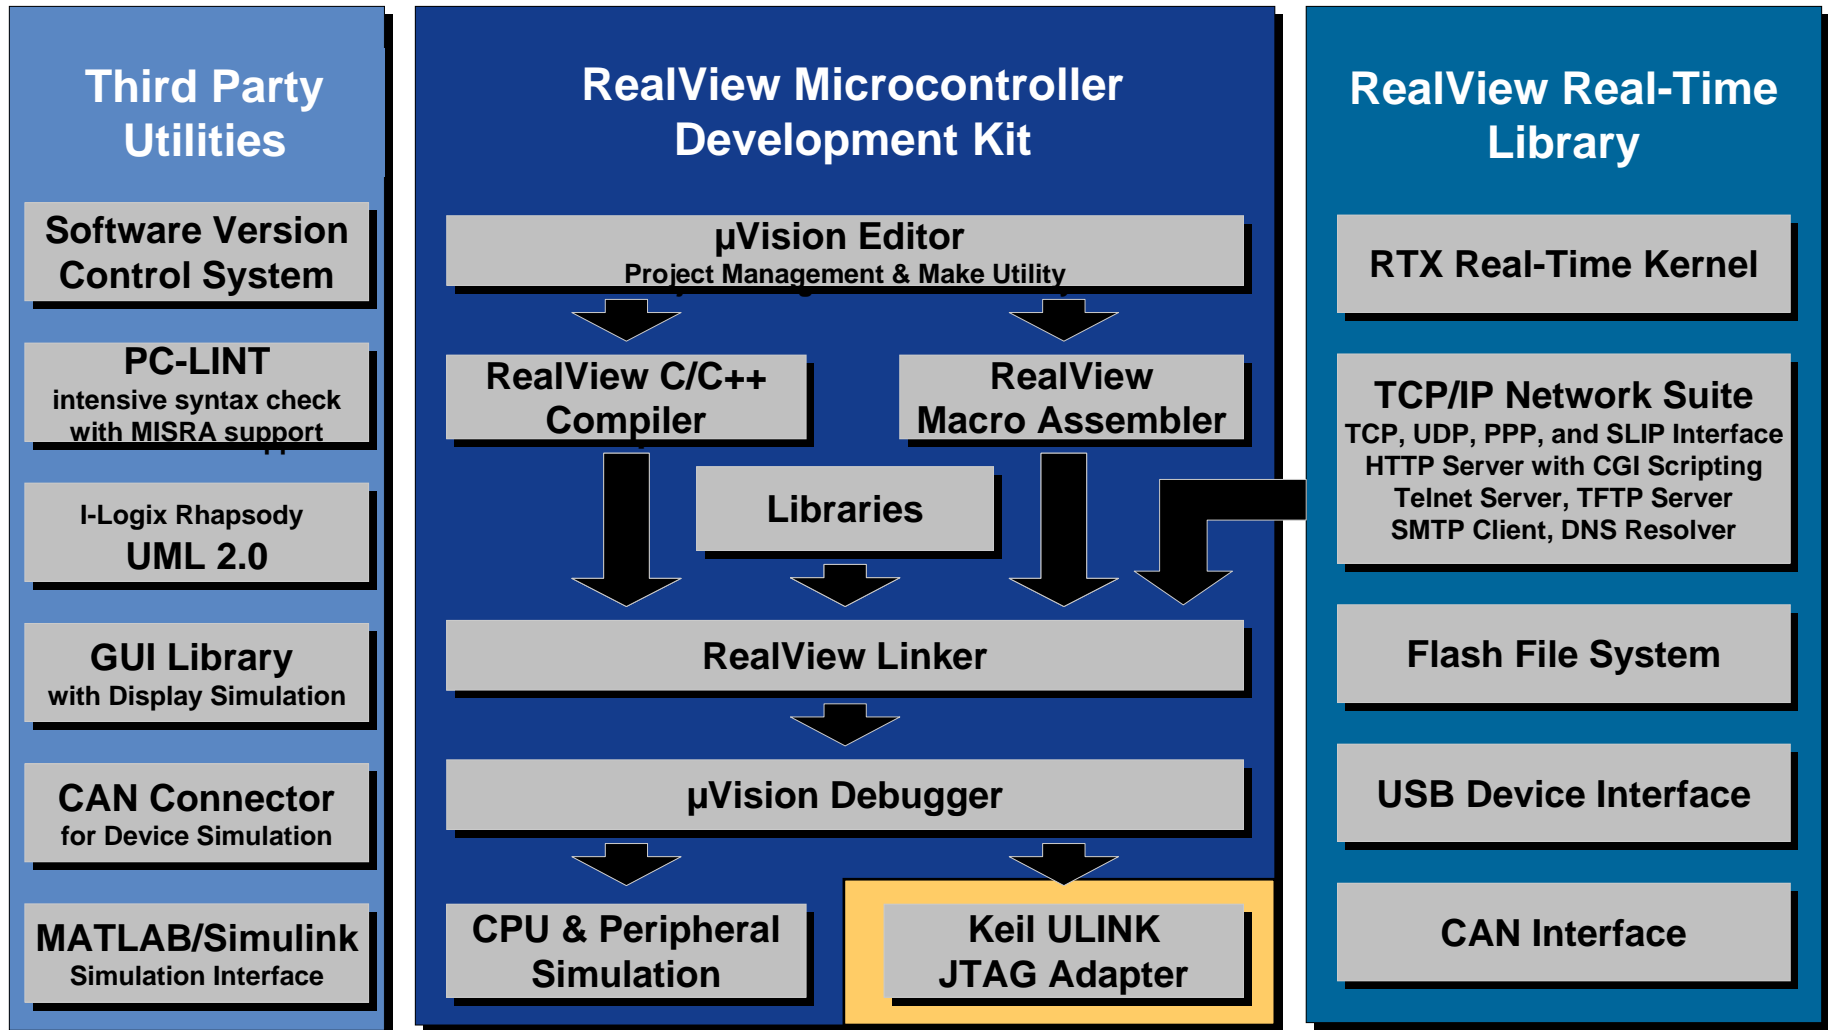 Third Party
Utilities
Software Version
Control System
PC-LINT
intensive syntax check
with MISRA support
I-Logix Rhapsody
UML 2.0
GUI Library
with Display Simulation
CAN Connector
for Device Simulation
MATLAB/Simulink
Simulation Interface
RealView Microcontroller
Development Kit
µVision Editor
Project Management & Make Utility
RealView C/C++
Compiler
RealView
Macro Assembler
Libraries
RealView Linker
µVision Debugger
CPU & Peripheral
Simulation
Keil ULINK
JTAG Adapter
RealView Real-Time
Library
RTX Real-Time Kernel
TCP/IP Network Suite
TCP, UDP, PPP, and SLIP Interface
HTTP Server with CGI Scripting
Telnet Server, TFTP Server
SMTP Client, DNS Resolver
Flash File System
USB Device Interface
CAN Interface